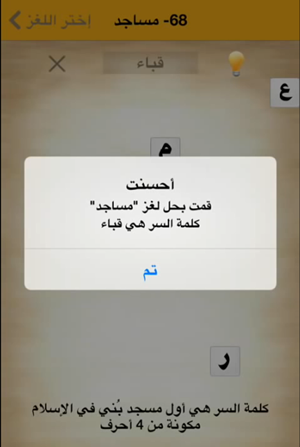 68- مساجد
إختر اللغز
قباء
ع
م
أحسنت
قمت بحل لغز "مساجد"
كلمة السر هي قباء
تم
ر
كلمة السر هي أول مسجد بُني في الإسلام
مكونة من 4 أحرف